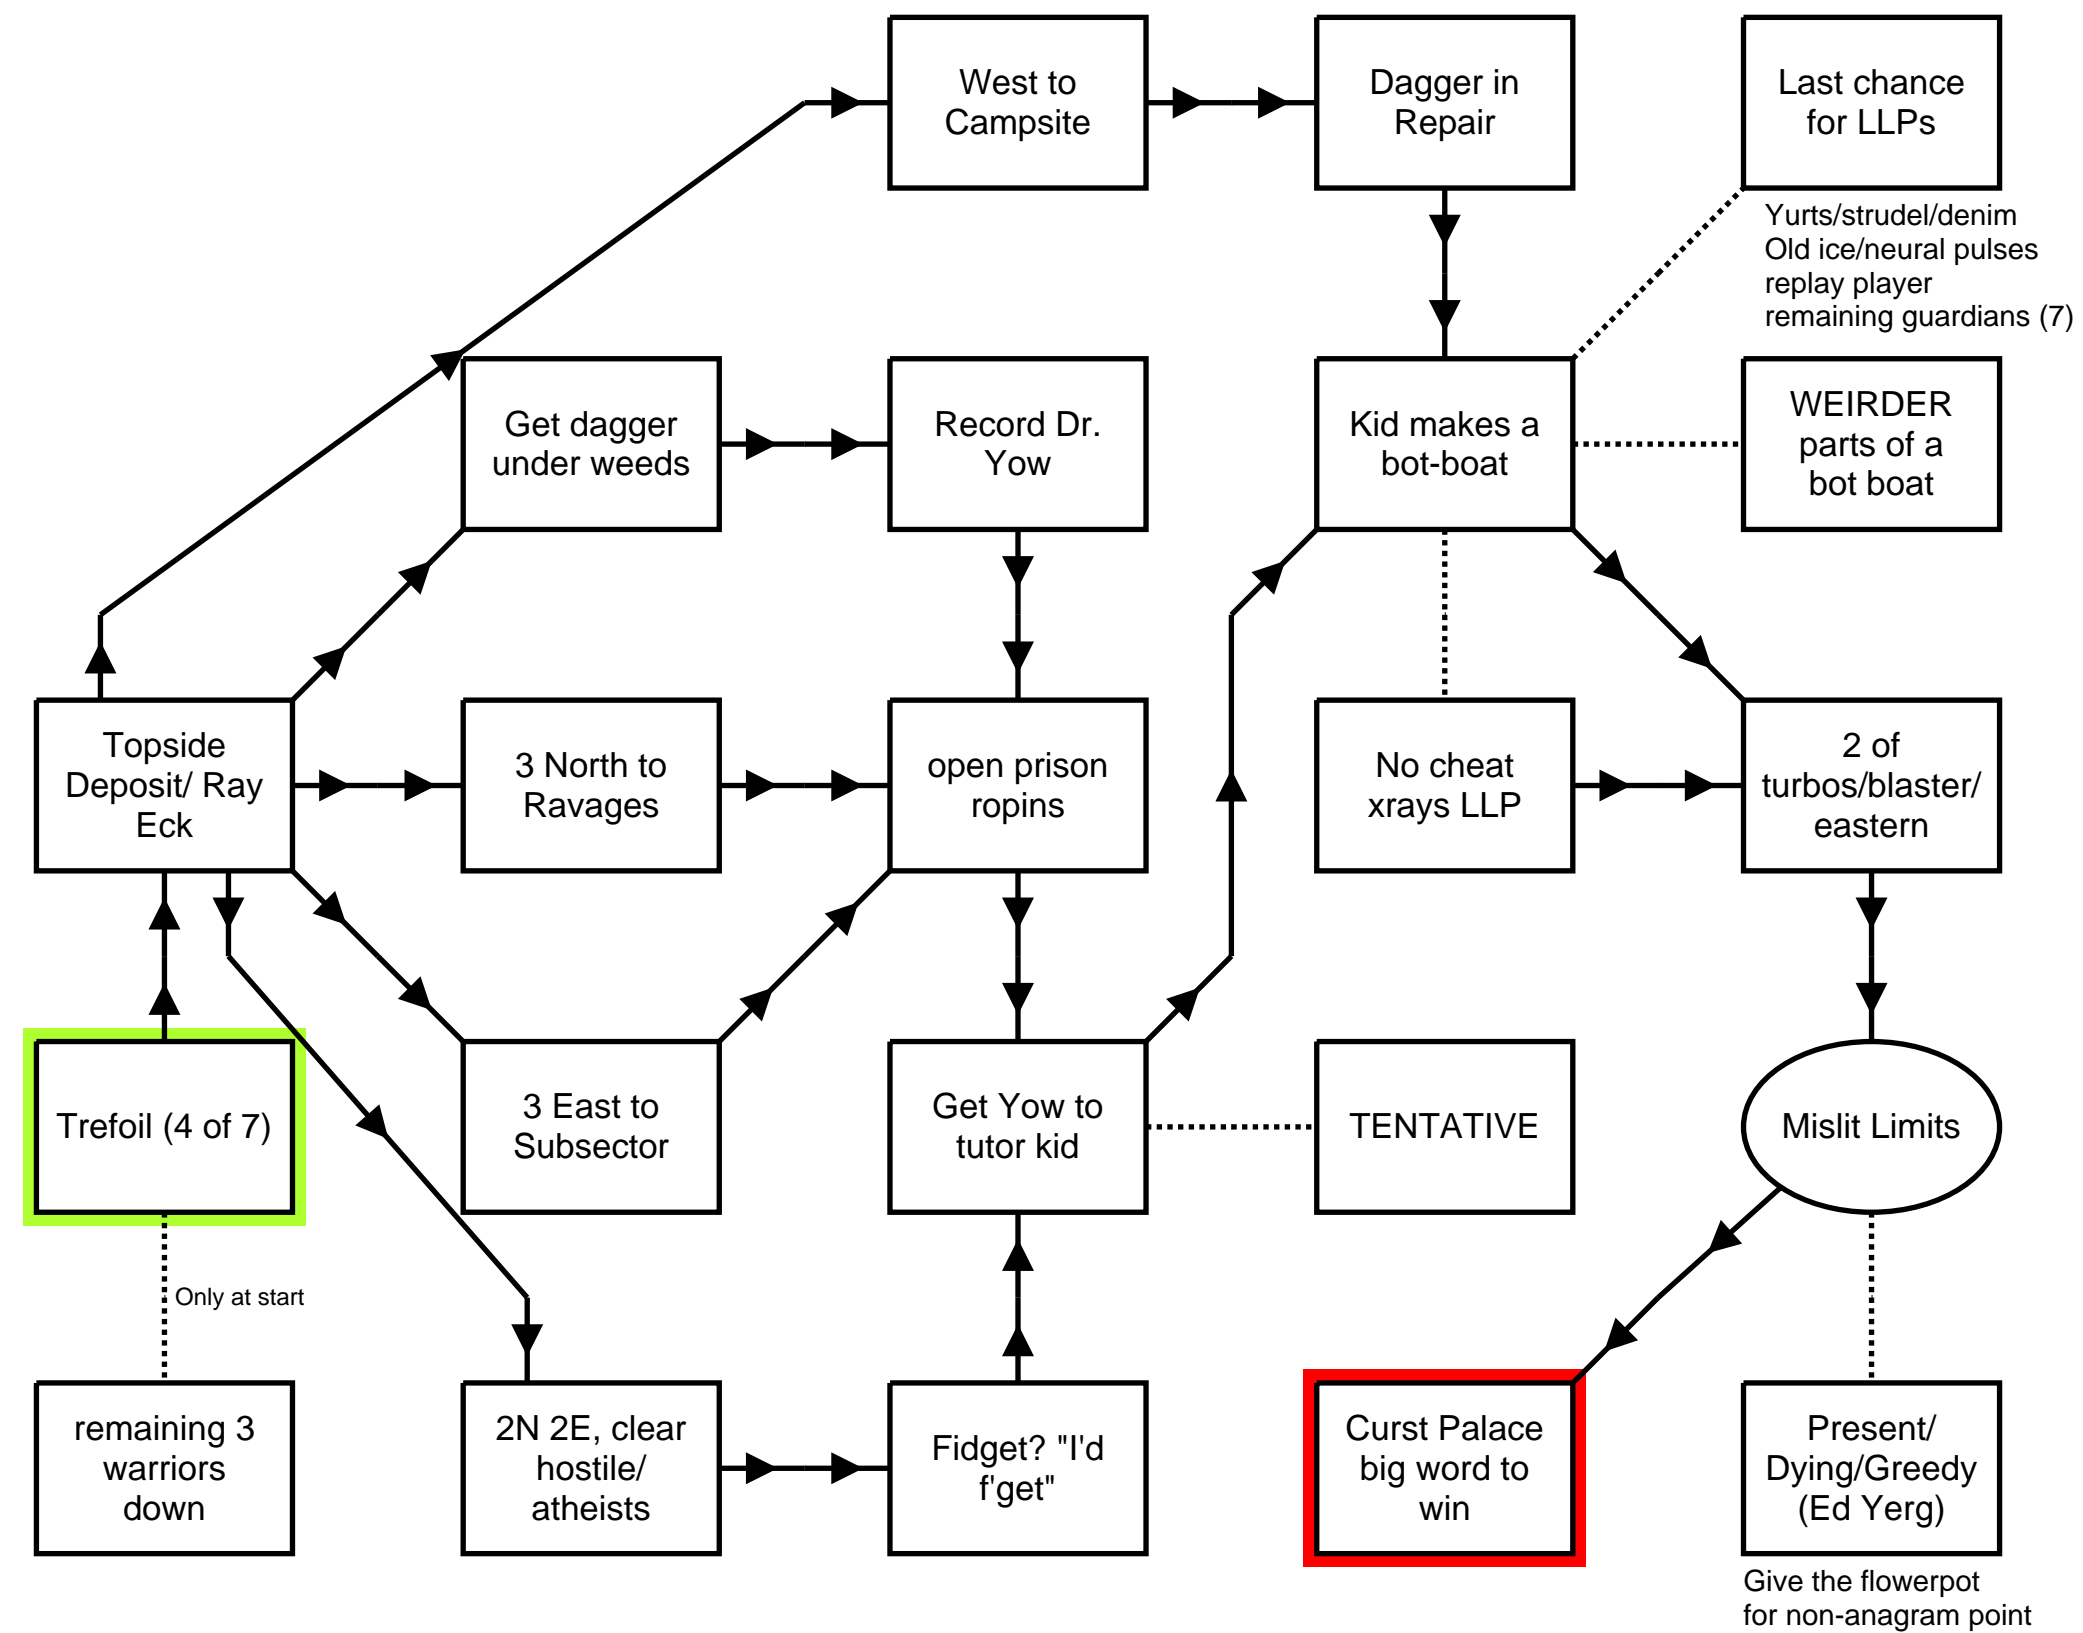 West to
Campsite
Dagger in
Repair
Last chance
for LLPs
Yurts/strudel/denim
Old ice/neural pulses
replay player
remaining guardians (7)
Get dagger
under weeds
Record Dr.
Yow
Kid makes a
bot-boat
WEIRDER
parts of a
bot boat
Topside
Deposit/ Ray
Eck
3 North to
Ravages
open prison
ropins
No cheat
xrays LLP
2 of
turbos/blaster/
eastern
Trefoil (4 of 7)
3 East to
Subsector
Get Yow to
tutor kid
TENTATIVE
Mislit Limits
Only at start
remaining 3
warriors
down
2N 2E, clear
hostile/
atheists
Fidget? "I'd
f'get"
Curst Palace
big word to
win
Present/
Dying/Greedy
(Ed Yerg)
Give the flowerpot
for non-anagram point